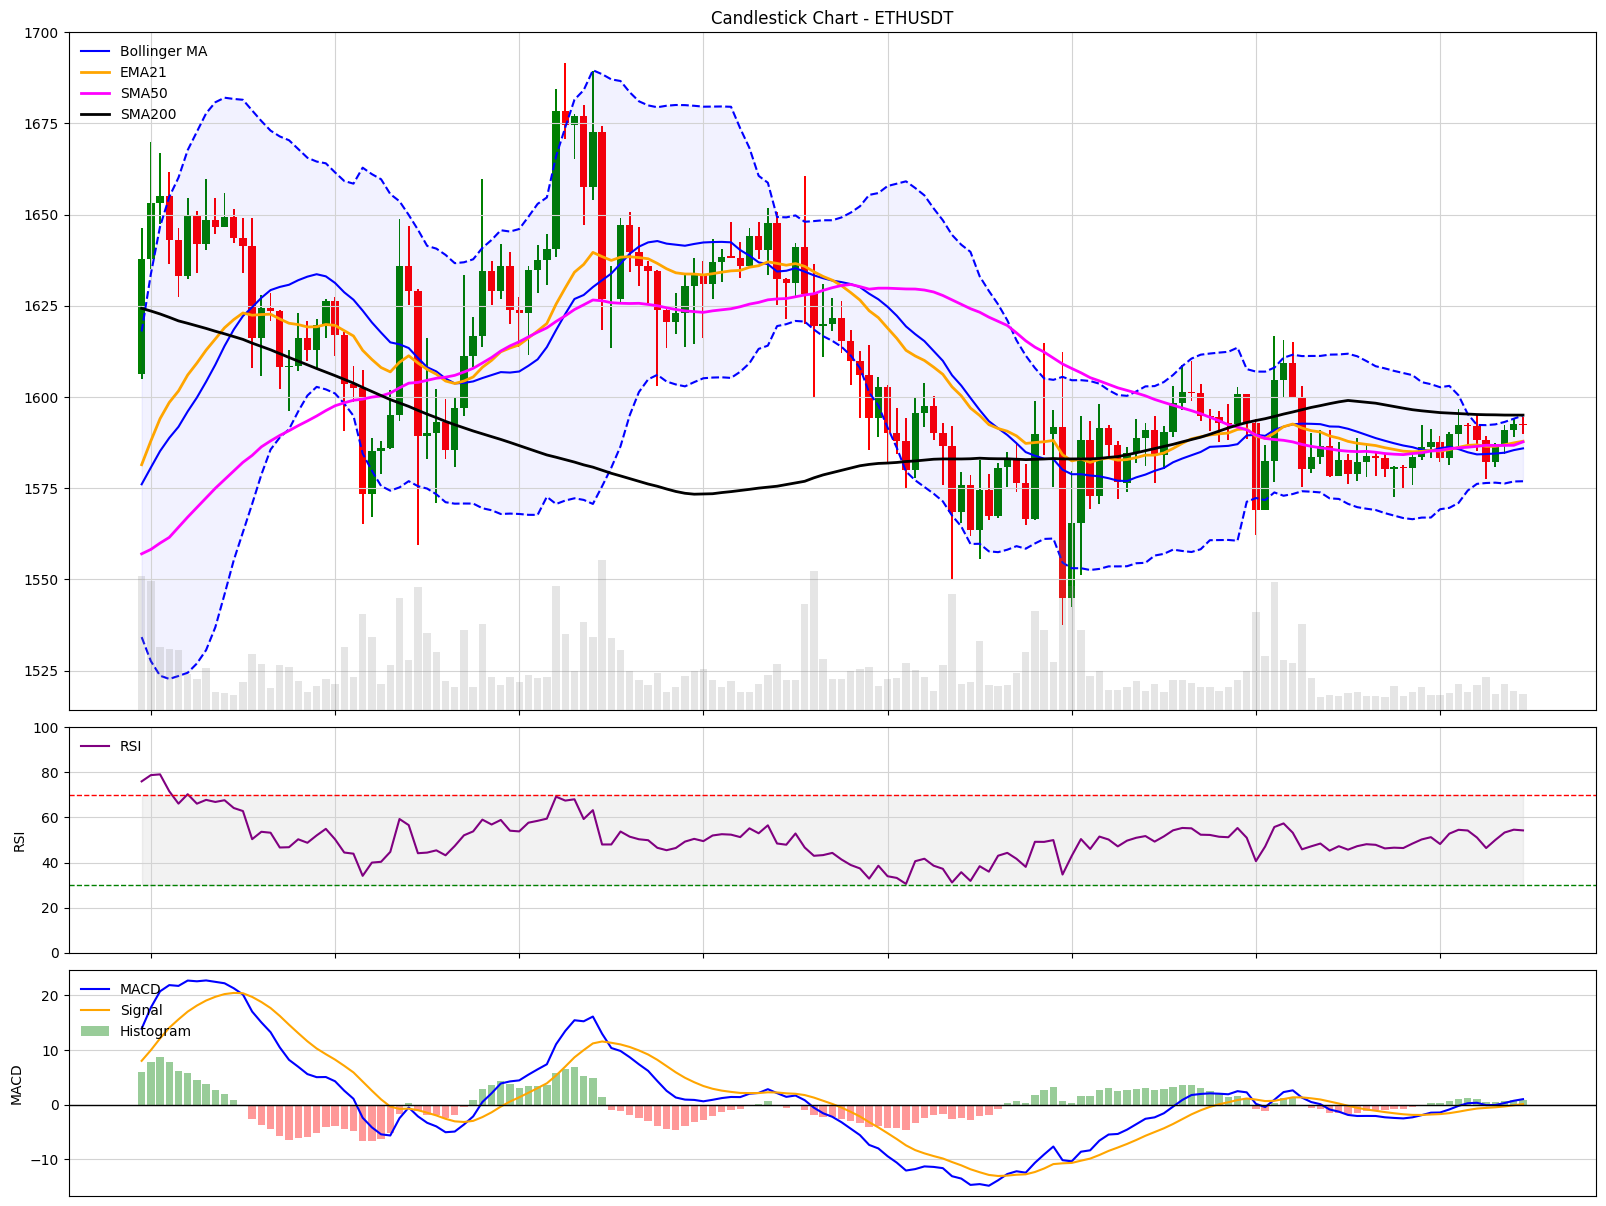 Candlestick Chart - ETHUSDT
1700
1675
1650
1625
1600
1575
1550
1525
Bollinger MA
EMA21
SMA50
SMA200
100
80
60
40
20
0
RSI
RSI
20
10
0
−10
MACD
MACD
Signal
Histogram